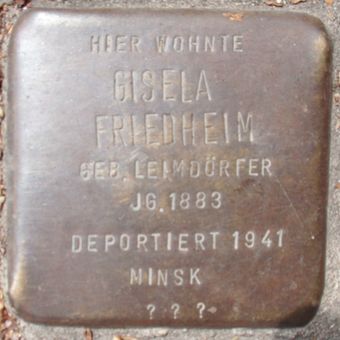 HIER WOHNTE
GISELA
FRIEDHEIM
GEB. LEIMDÖRFER
JG. 1883
DEPORTIERT 1941
MINSK
? ? ?